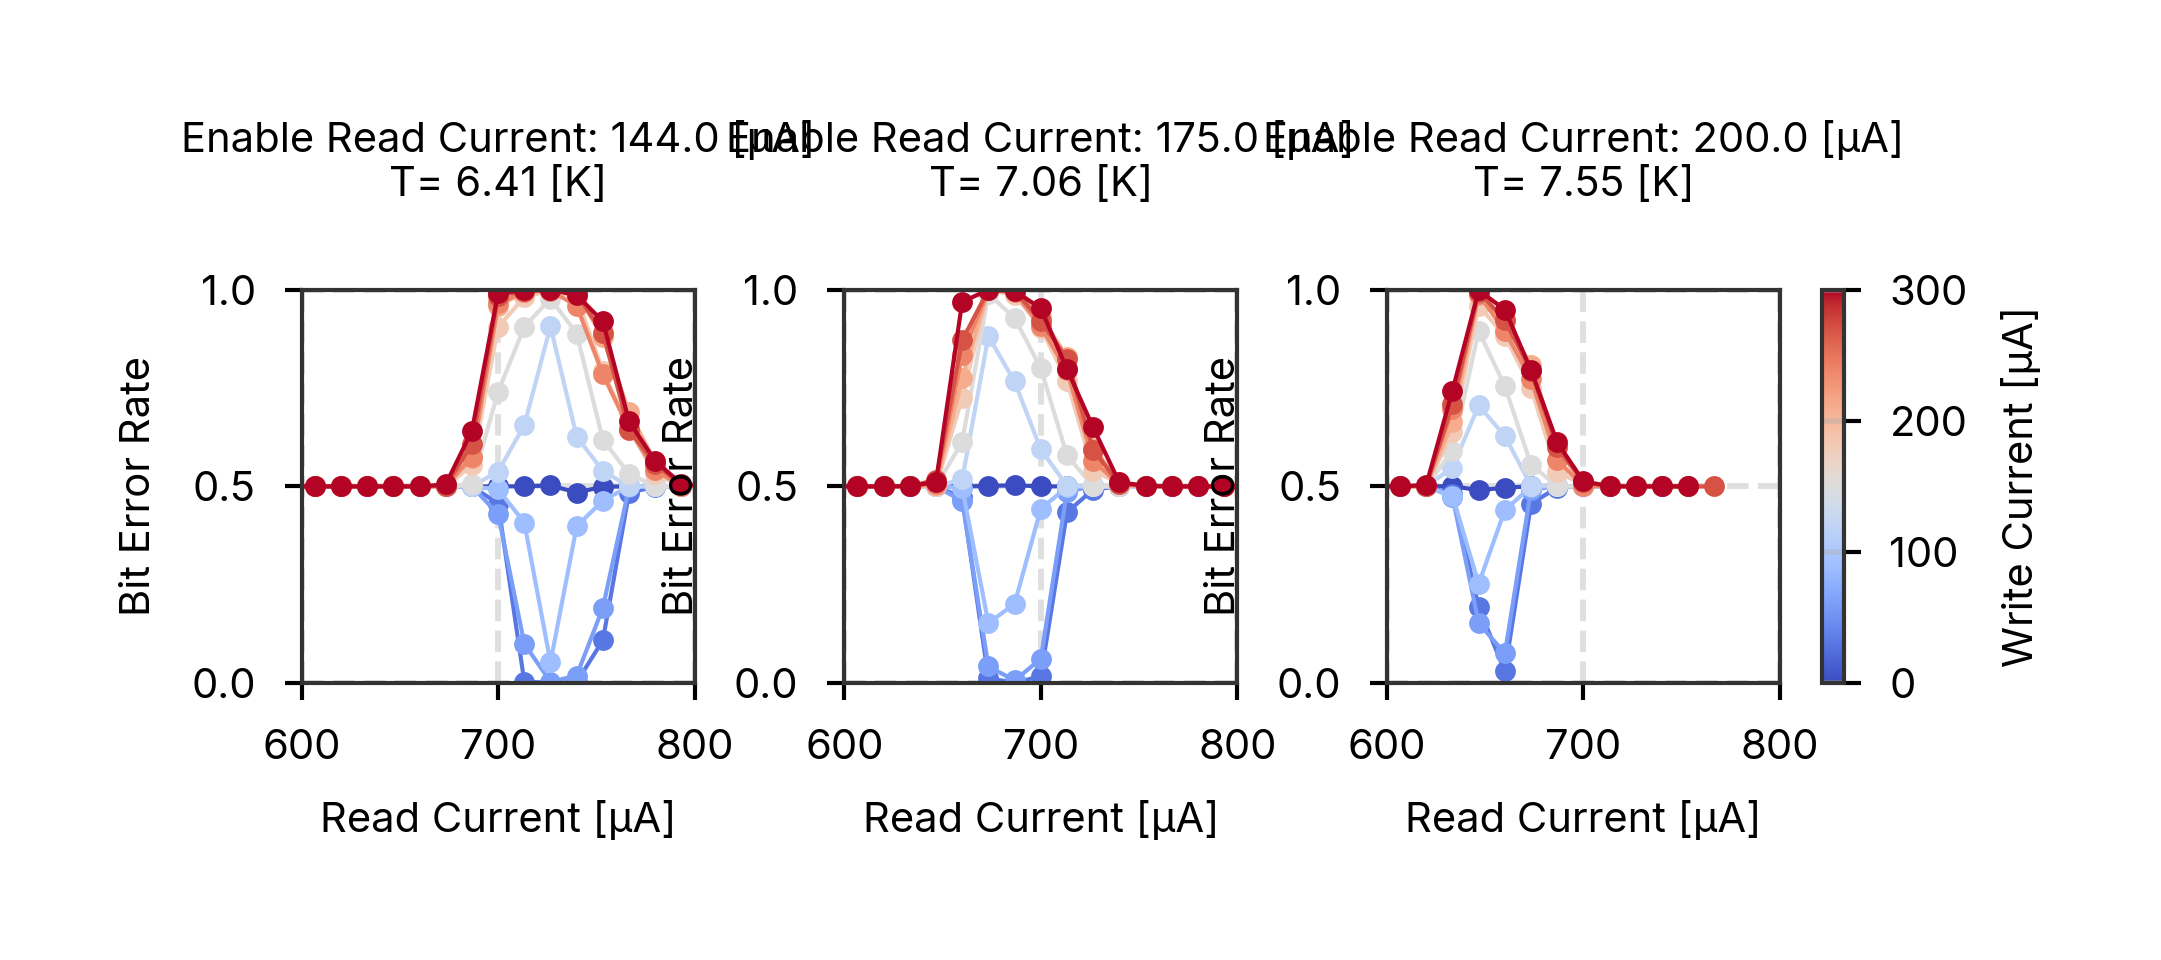 Enable Read Current: 144.0 [µA]
T= 6.41 [K]
Enable Read Current: 175.0 [µA]
T= 7.06 [K]
Enable Read Current: 200.0 [µA]
T= 7.55 [K]
Bit Error Rate
1.0
0.5
0.0
600
700
800
Read Current [µA]
Bit Error Rate
1.0
0.5
0.0
600
700
800
Read Current [µA]
Bit Error Rate
1.0
0.5
0.0
600
700
800
Read Current [µA]
300
200
100
0
Write Current [µA]